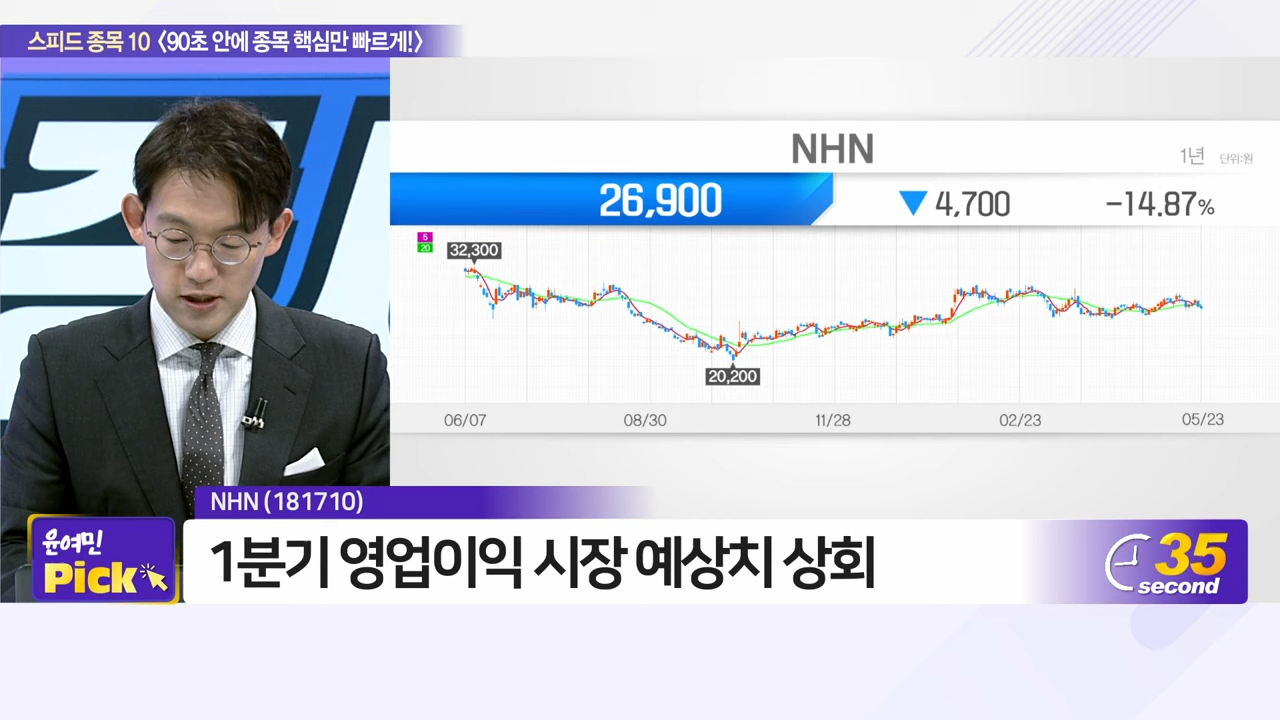 스피드 종목 10 〈90초 안에 종목 핵심만 빠르게!〉
NHN
1년 단위:원
26,900 ▼4,700 -14.87%
5
20
32,300
20,200
06/07 08/30 11/28 02/23 05/23
NHN (181710)
윤여민
Pick
1분기 영업이익 시장 예상치 상회
35
second